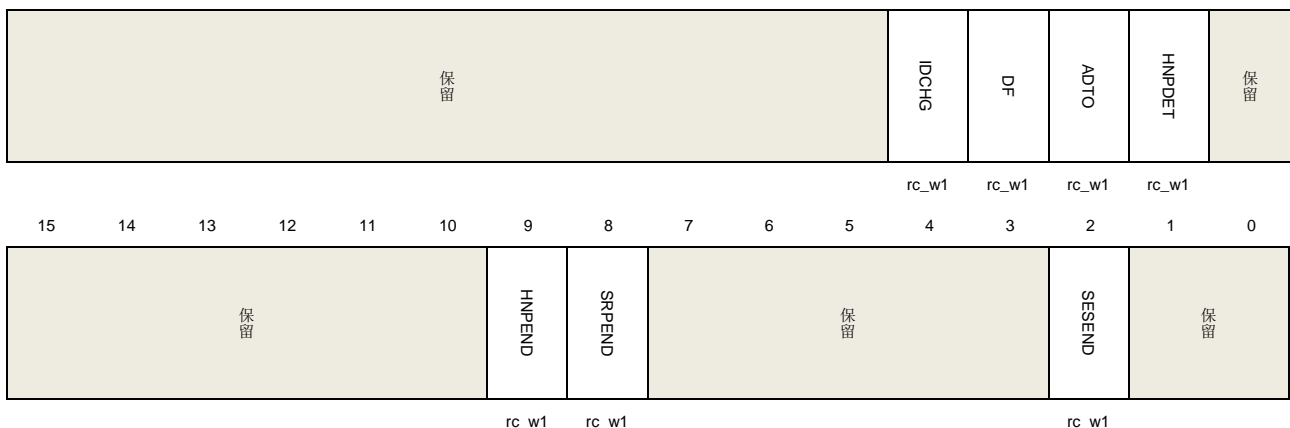 保留 IDCHG DF ADTO HNPDET 保留
rc_w1 rc_w1 rc_w1 rc_w1
15 14 13 12 11 10 9 8 7 6 5 4 3 2 1 0
保留 HNPEND SRPEND 保留 SESEND 保留
rc_w1 rc_w1 rc_w1